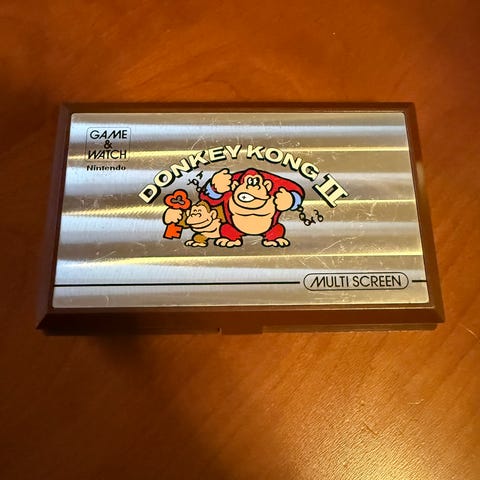 GAME
&
WATCH
Nintendo
DONKEY KONG II
MULTI SCREEN